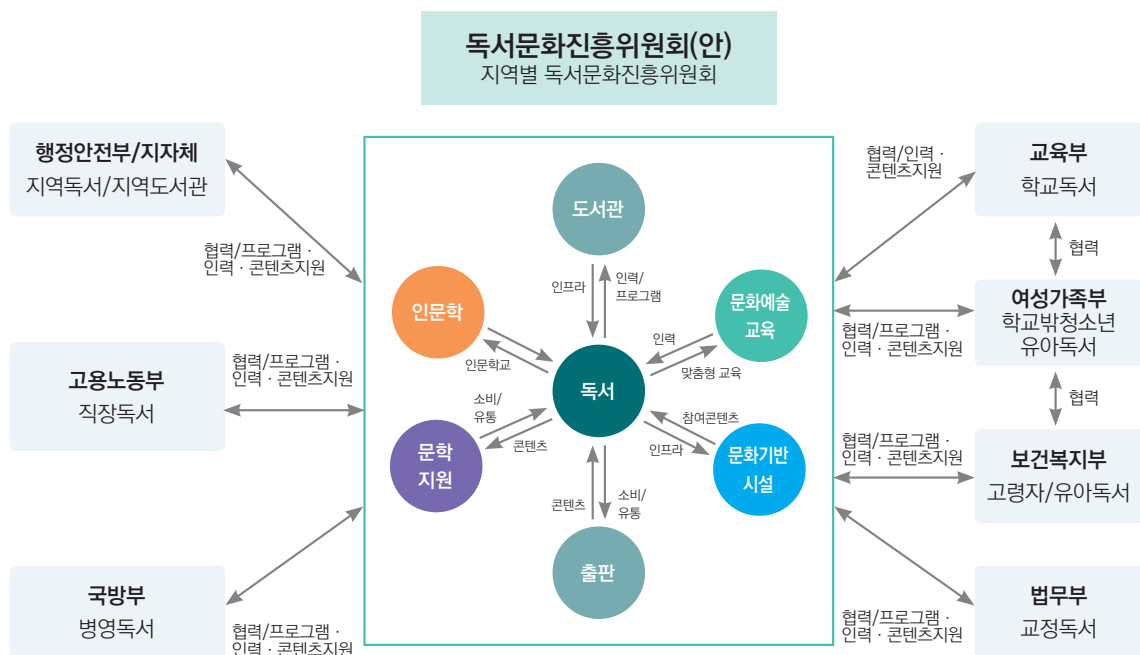 독서문화진흥위원회(안)
지역별 독서문화진흥위원회
행정안전부/지자체
지역독서/지역도서관
협력/프로그램 ·
인력 · 콘텐츠지원
고용노동부
직장독서
협력/프로그램 ·
인력 · 콘텐츠지원
국방부
병영독서
협력/프로그램 ·
인력 · 콘텐츠지원
도서관
인프라
인력/
프로그램
인문학
인문학교
문화예술
교육
인력
맞춤형 교육
독서
소비/
유통
콘텐츠
문학
지원
참여콘텐츠
인프라
문화기반
시설
콘텐츠
소비/
유통
출판
협력/인력 ·
콘텐츠지원
교육부
학교독서
협력
협력/프로그램 ·
인력 · 콘텐츠지원
여성가족부
학교밖청소년
유아독서
협력
협력/프로그램 ·
인력 · 콘텐츠지원
보건복지부
고령자/유아독서
협력/프로그램 ·
인력 · 콘텐츠지원
법무부
교정독서